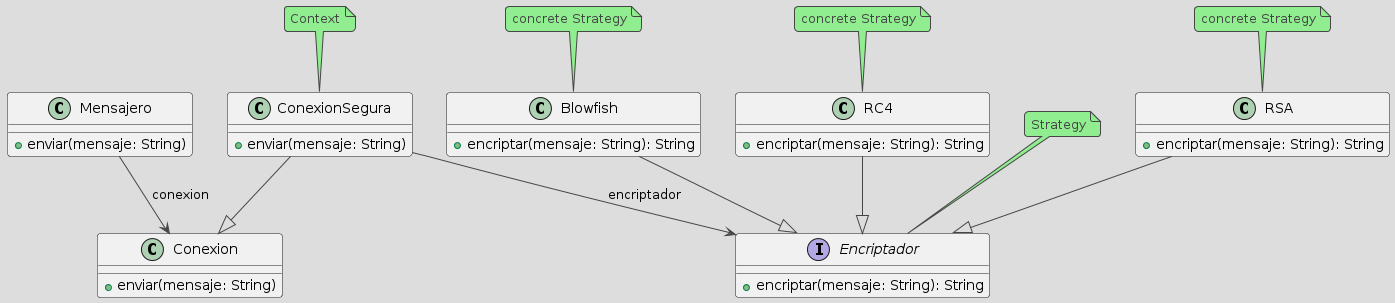 Context
concrete Strategy
concrete Strategy
concrete Strategy
C Mensajero
enviar(mensaje: String)
C ConexionSegura
enviar(mensaje: String)
C Blowfish
encriptar(mensaje: String): String
C RC4
encriptar(mensaje: String): String
Strategy
C RSA
encriptar(mensaje: String): String
conexion
encriptador
C Conexion
enviar(mensaje: String)
I Encriptador
encriptar(mensaje: String): String